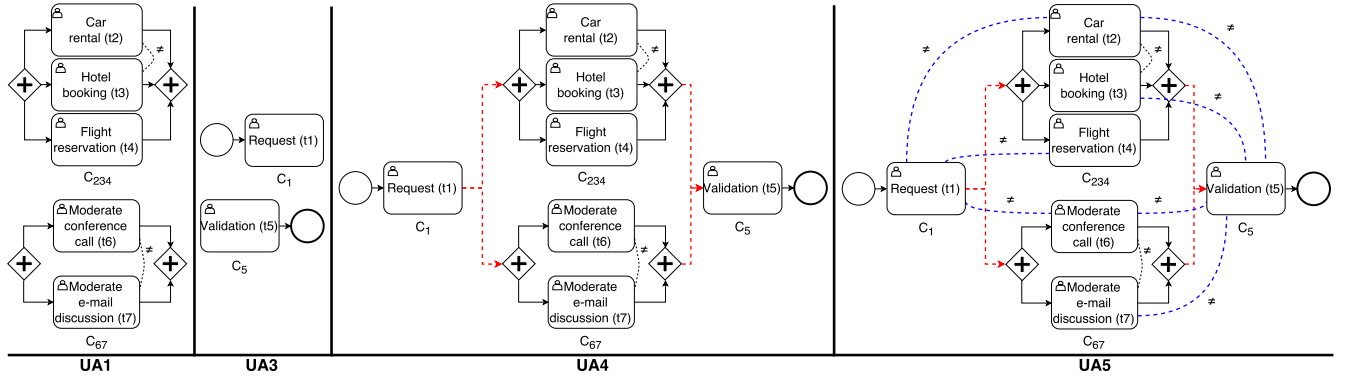 Car
rental (t2)
≠
Hotel
booking (t3)
Flight
reservation (t4)
C234
Moderate
conference
call (t6)
≠
Moderate
e-mail
discussion (t7)
C67
UA1
Request (t1)
C1
Validation (t5)
C5
UA3
Car
rental (t2)
≠
Hotel
booking (t3)
Flight
reservation (t4)
C234
Request (t1)
C1
Validation (t5)
C5
Moderate
conference
call (t6)
≠
Moderate
e-mail
discussion (t7)
C67
UA4
≠
Car
rental (t2)
≠
≠
Hotel
booking (t3)
≠
≠
Flight
reservation (t4)
C234
Request (t1)
C1
Validation (t5)
C5
≠
Moderate
conference
call (t6)
≠
≠
Moderate
e-mail
discussion (t7)
≠
C67
UA5